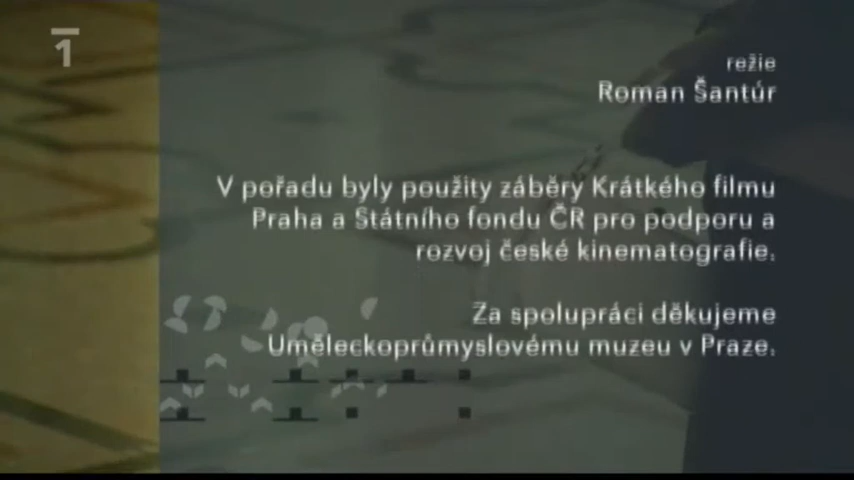 1
režie
Roman Šantúr
V pořadu byly použity záběry Krátkého filmu
Praha a Státního fondu ČR pro podporu a
rozvoj české kinematografie.
Za spolupráci děkujeme
Uměleckoprůmyslovému muzeu v Praze.